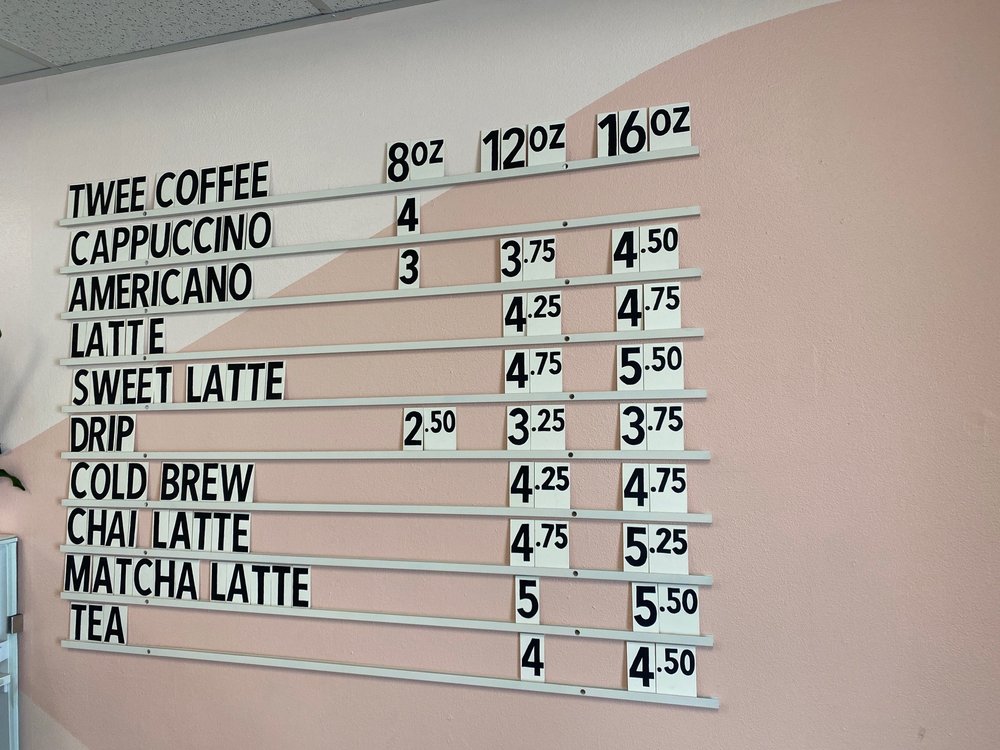 TWEE COFFEE 8OZ 12OZ 16OZ
CAPPUCCINO 4
AMERICANO 3 3.75 4.50
LATTE 4.25 4.75
SWEET LATTE 4.75 5.50
DRIP 2.50 3.25 3.75
COLD BREW 4.25 4.75
CHAI LATTE 4.75 5.25
MATCHA LATTE 5 5.50
TEA 4 4.50